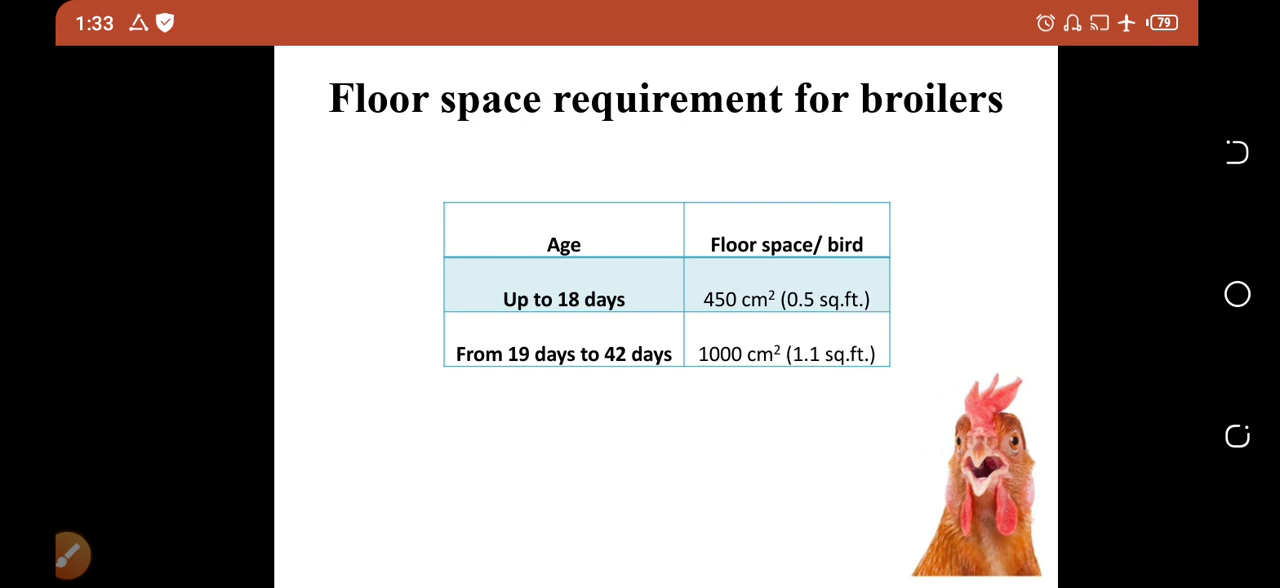 1:33
79
Floor space requirement for broilers
Age
Floor space/ bird
Up to 18 days
450 cm² (0.5 sq.ft.)
From 19 days to 42 days
1000 cm² (1.1 sq.ft.)